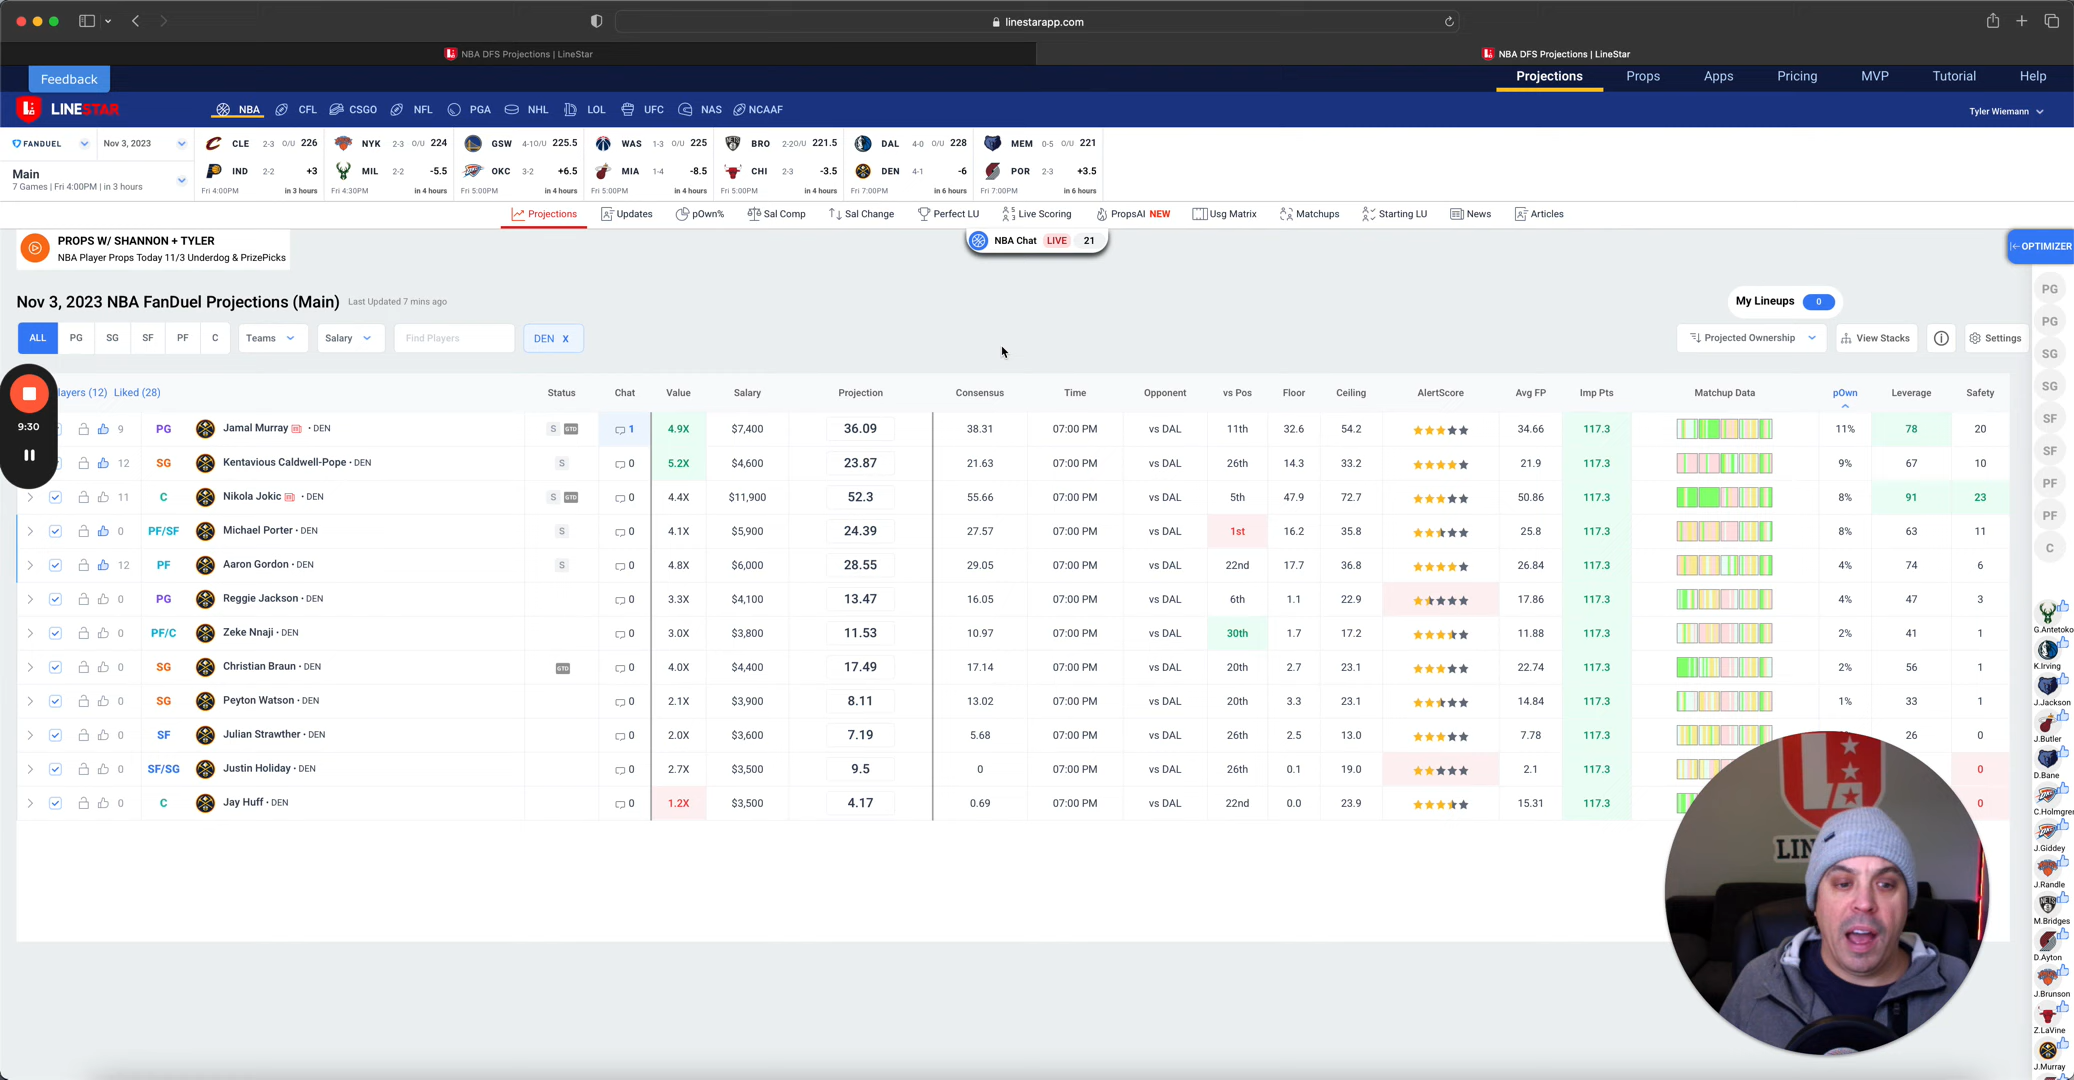 linestarapp.com
NBA DFS Projections | LineStar
NBA DFS Projections | LineStar
Feedback
Projections Props Apps Pricing MVP Tutorial Help
LINESTAR
NBA CFL CSGO NFL PGA NHL LOL UFC NAS NCAAF
Tyler Wiemann
FANDUEL Nov 3, 2023
Main
7 Games | Fri 4:00PM | in 3 hours
CLE 2-3 O/U 226
IND 2-2 +3
Fri 4:00PM in 3 hours
NYK 2-3 O/U 224
MIL 2-2 -5.5
Fri 4:30PM in 4 hours
GSW 4-1 O/U 225.5
OKC 3-2 +6.5
Fri 5:00PM in 4 hours
WAS 1-3 O/U 225
MIA 1-4 -8.5
Fri 5:00PM in 4 hours
BRO 2-2 O/U 221.5
CHI 2-3 -3.5
Fri 5:00PM in 4 hours
DAL 4-0 O/U 228
DEN 4-1 -6
Fri 7:00PM in 6 hours
MEM 0-5 O/U 221
POR 2-3 +3.5
Fri 7:00PM in 6 hours
Projections Updates pOwn% Sal Comp Sal Change Perfect LU Live Scoring PropsAI NEW Usg Matrix Matchups Starting LU News Articles
PROPS W/ SHANNON + TYLER
NBA Player Props Today 11/3 Underdog & PrizePicks
NBA Chat LIVE 21
OPTIMIZER
Nov 3, 2023 NBA FanDuel Projections (Main) Last Updated 7 mins ago
My Lineups 0
ALL PG SG SF PF C Teams Salary Find Players DEN X
Projected Ownership View Stacks Settings
layers (12) Liked (28) Status Chat Value Salary Projection Consensus Time Opponent vs Pos Floor Ceiling AlertScore Avg FP Imp Pts Matchup Data pOwn Leverage Safety
9 PG Jamal Murray • DEN S GTD 1 4.9X $7,400 36.09 38.31 07:00 PM vs DAL 11th 32.6 54.2 34.66 117.3 11% 78 20
12 SG Kentavious Caldwell-Pope • DEN S 0 5.2X $4,600 23.87 21.63 07:00 PM vs DAL 26th 14.3 33.2 21.9 117.3 9% 67 10
11 C Nikola Jokic • DEN S GTD 0 4.4X $11,900 52.3 55.66 07:00 PM vs DAL 5th 47.9 72.7 50.86 117.3 8% 91 23
0 PF/SF Michael Porter • DEN S 0 4.1X $5,900 24.39 27.57 07:00 PM vs DAL 1st 16.2 35.8 25.8 117.3 8% 63 11
12 PF Aaron Gordon • DEN S 0 4.8X $6,000 28.55 29.05 07:00 PM vs DAL 22nd 17.7 36.8 26.84 117.3 4% 74 6
0 PG Reggie Jackson • DEN 0 3.3X $4,100 13.47 16.05 07:00 PM vs DAL 6th 1.1 22.9 17.86 117.3 4% 47 3
0 PF/C Zeke Nnaji • DEN 0 3.0X $3,800 11.53 10.97 07:00 PM vs DAL 30th 1.7 17.2 11.88 117.3 2% 41 1
0 SG Christian Braun • DEN GTD 0 4.0X $4,400 17.49 17.14 07:00 PM vs DAL 20th 2.7 23.1 22.74 117.3 2% 56 1
0 SG Peyton Watson • DEN 0 2.1X $3,900 8.11 13.02 07:00 PM vs DAL 20th 3.3 23.1 14.84 117.3 1% 33 1
0 SF Julian Strawther • DEN 0 2.0X $3,600 7.19 5.68 07:00 PM vs DAL 26th 2.5 13.0 7.78 117.3 26 0
0 SF/SG Justin Holiday • DEN 0 2.7X $3,500 9.5 0 07:00 PM vs DAL 26th 0.1 19.0 2.1 117.3 0
0 C Jay Huff • DEN 0 1.2X $3,500 4.17 0.69 07:00 PM vs DAL 22nd 0.0 23.9 15.31 117.3 0
9:30
PG
PG
SG
SG
SF
SF
PF
PF
C
G.Antetoko
K.Irving
J.Jackson
J.Butler
D.Bane
C.Holmgre
J.Giddey
J.Randle
M.Bridges
D.Ayton
J.Brunson
Z.LaVine
J.Murray
LIN